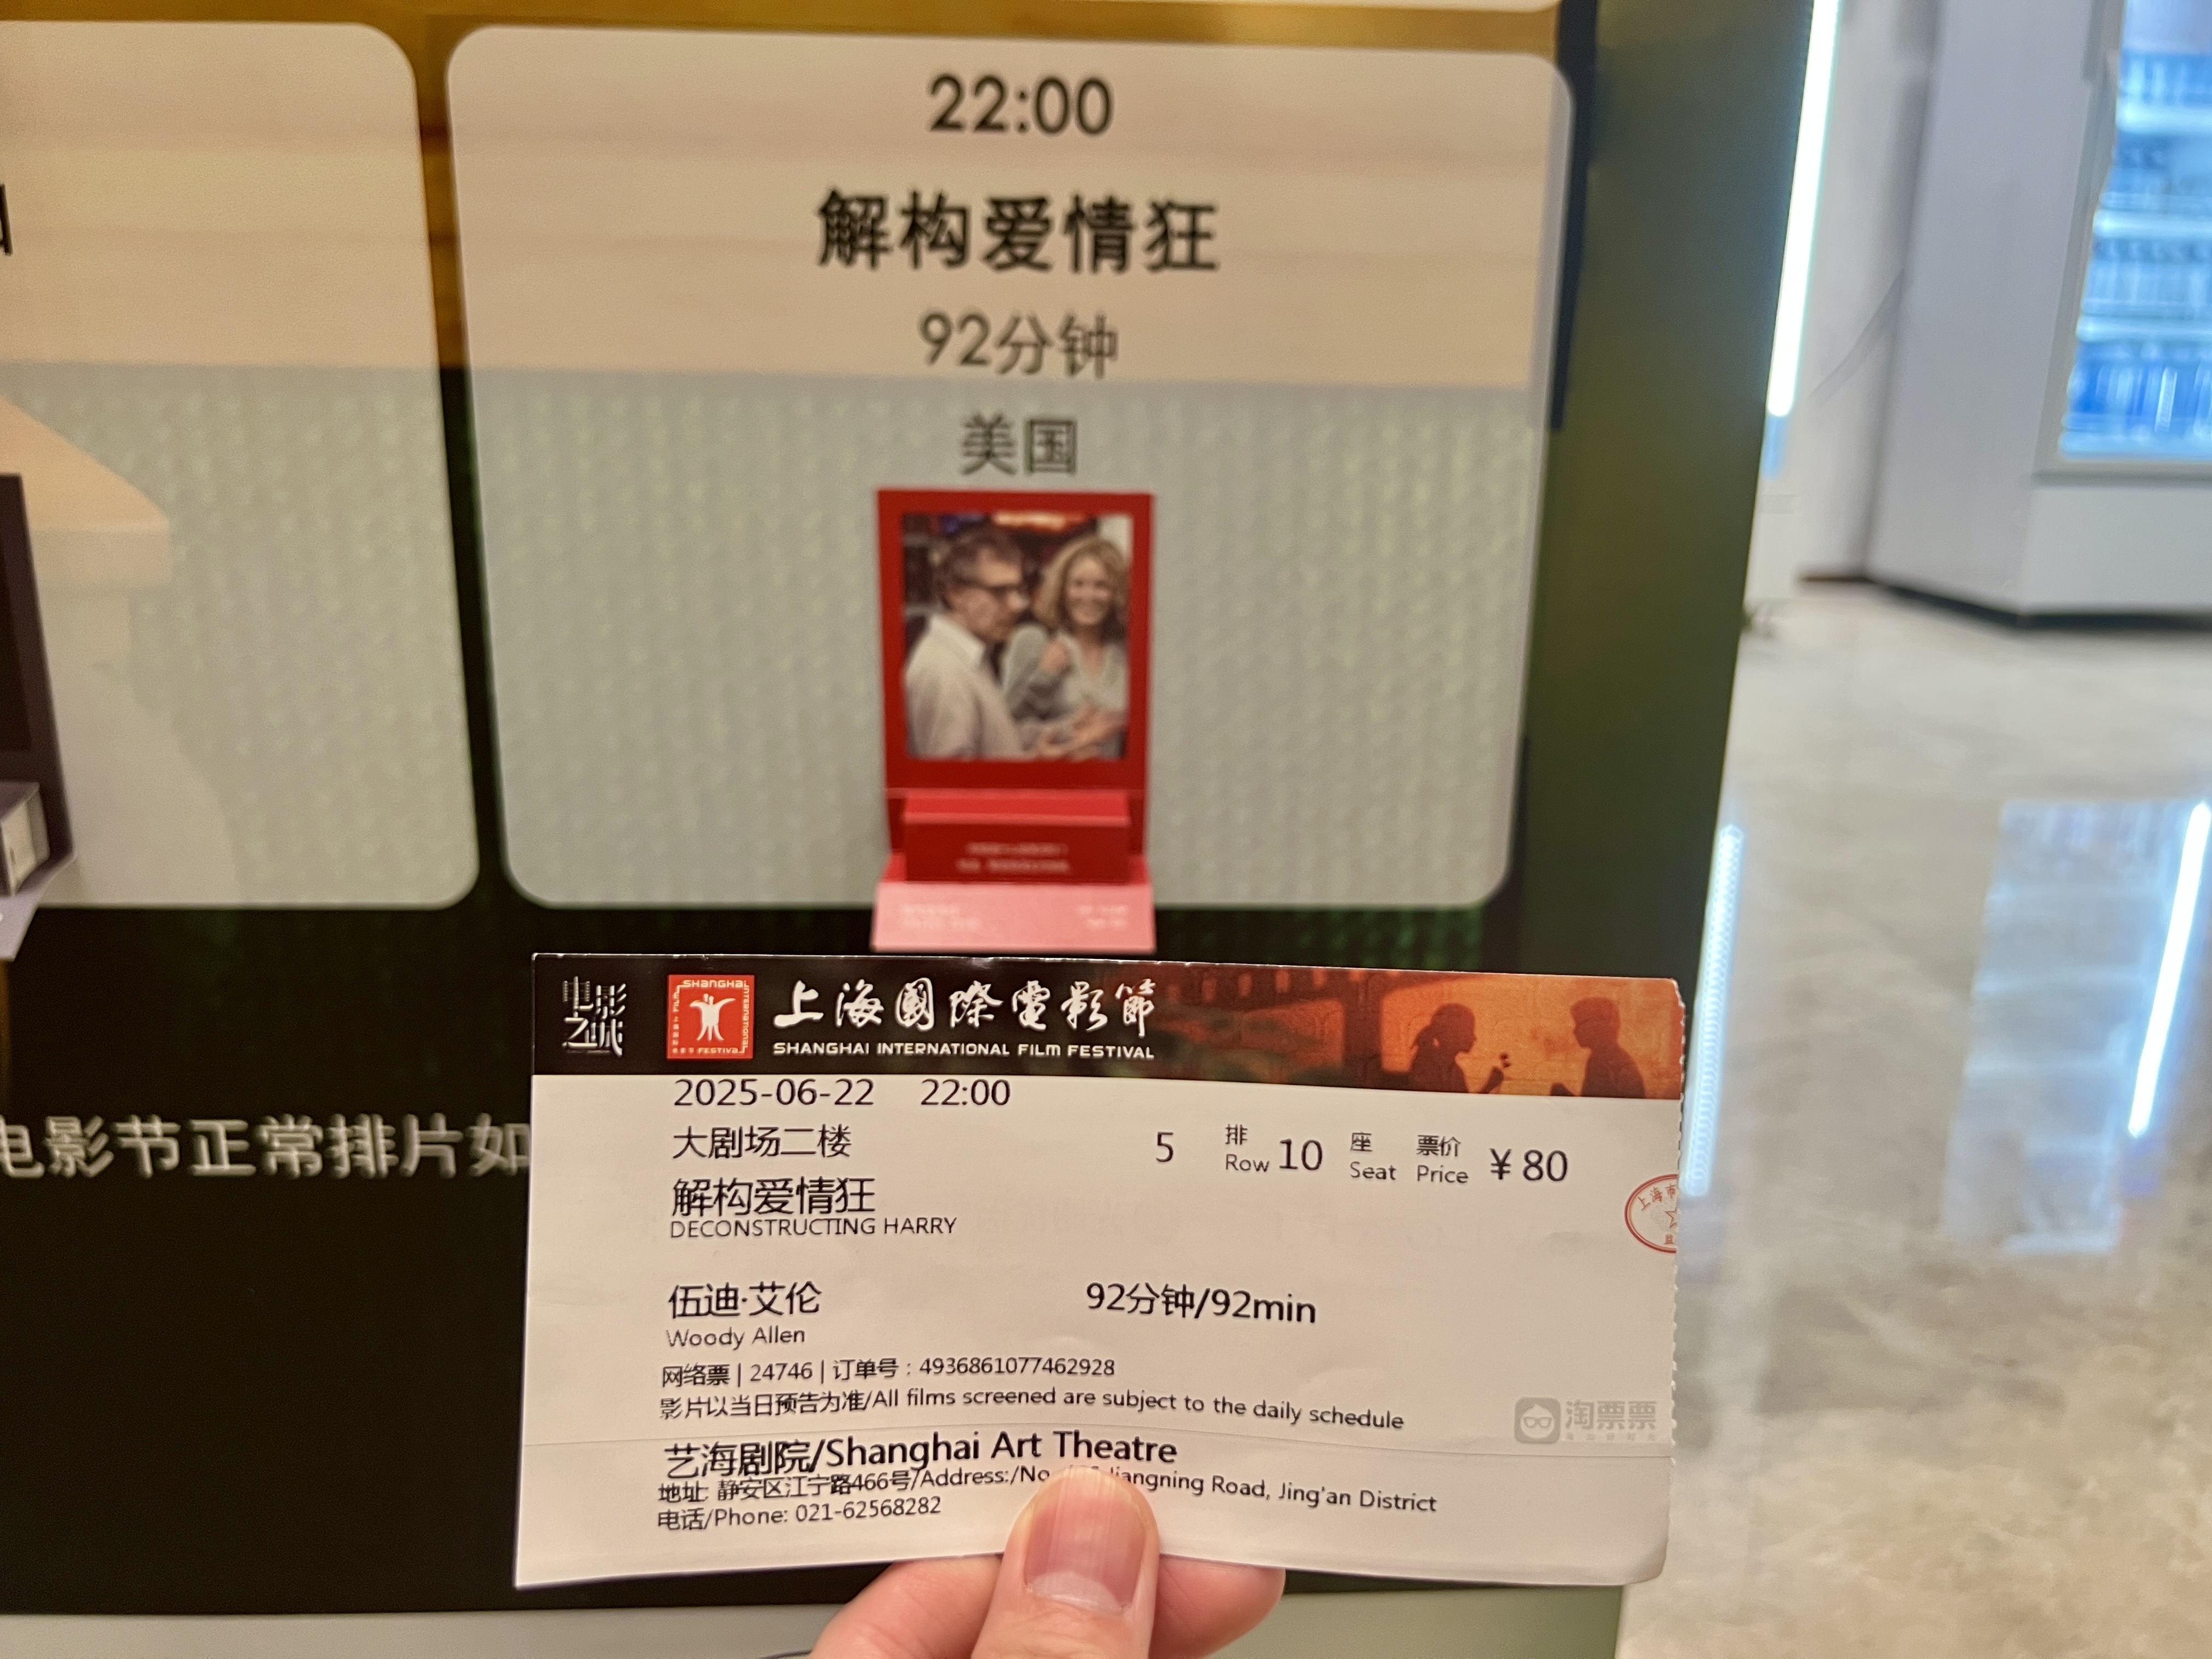 22:00
解构爱情狂
92分钟
美国
电影节正常排片如
电影之城
SHANGHAI INTERNATIONAL FILM FESTIVAL
上海國際電影節
SHANGHAI INTERNATIONAL FILM FESTIVAL
2025-06-22 22:00
大剧场二楼
5 排 Row 10 座 Seat 票价 Price ¥80
解构爱情狂
DECONSTRUCTING HARRY
上海市
伍迪·艾伦 92分钟/92min
Woody Allen
网络票 | 24746 | 订单号：4936861077462928
影片以当日预告为准/All films screened are subject to the daily schedule
淘票票
艺海剧院/Shanghai Art Theatre
地址: 静安区江宁路466号/Address:/No. Jiangning Road, Jing'an District
电话/Phone: 021-62568282